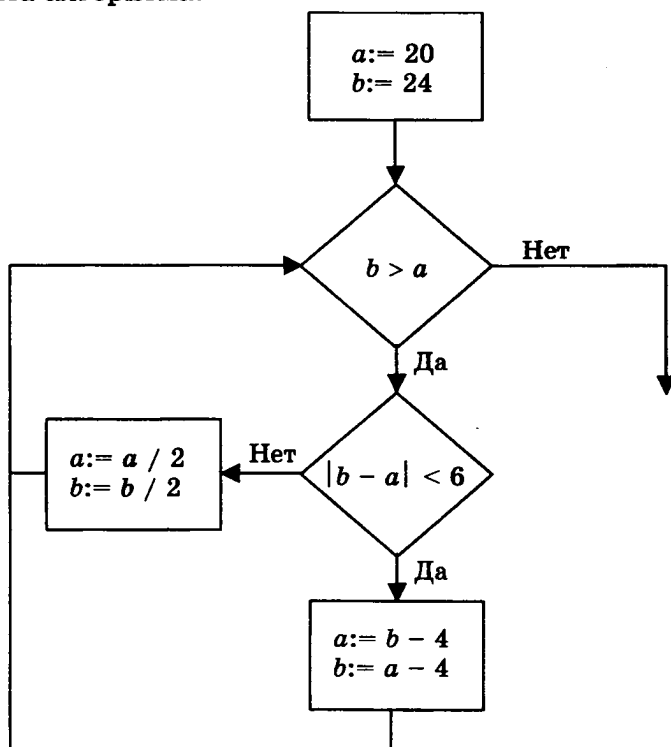 a:= 20
b:= 24
b > a
Нет
Да
a:= a / 2
b:= b / 2
Нет
|b – a| < 6
Да
a:= b – 4
b:= a – 4